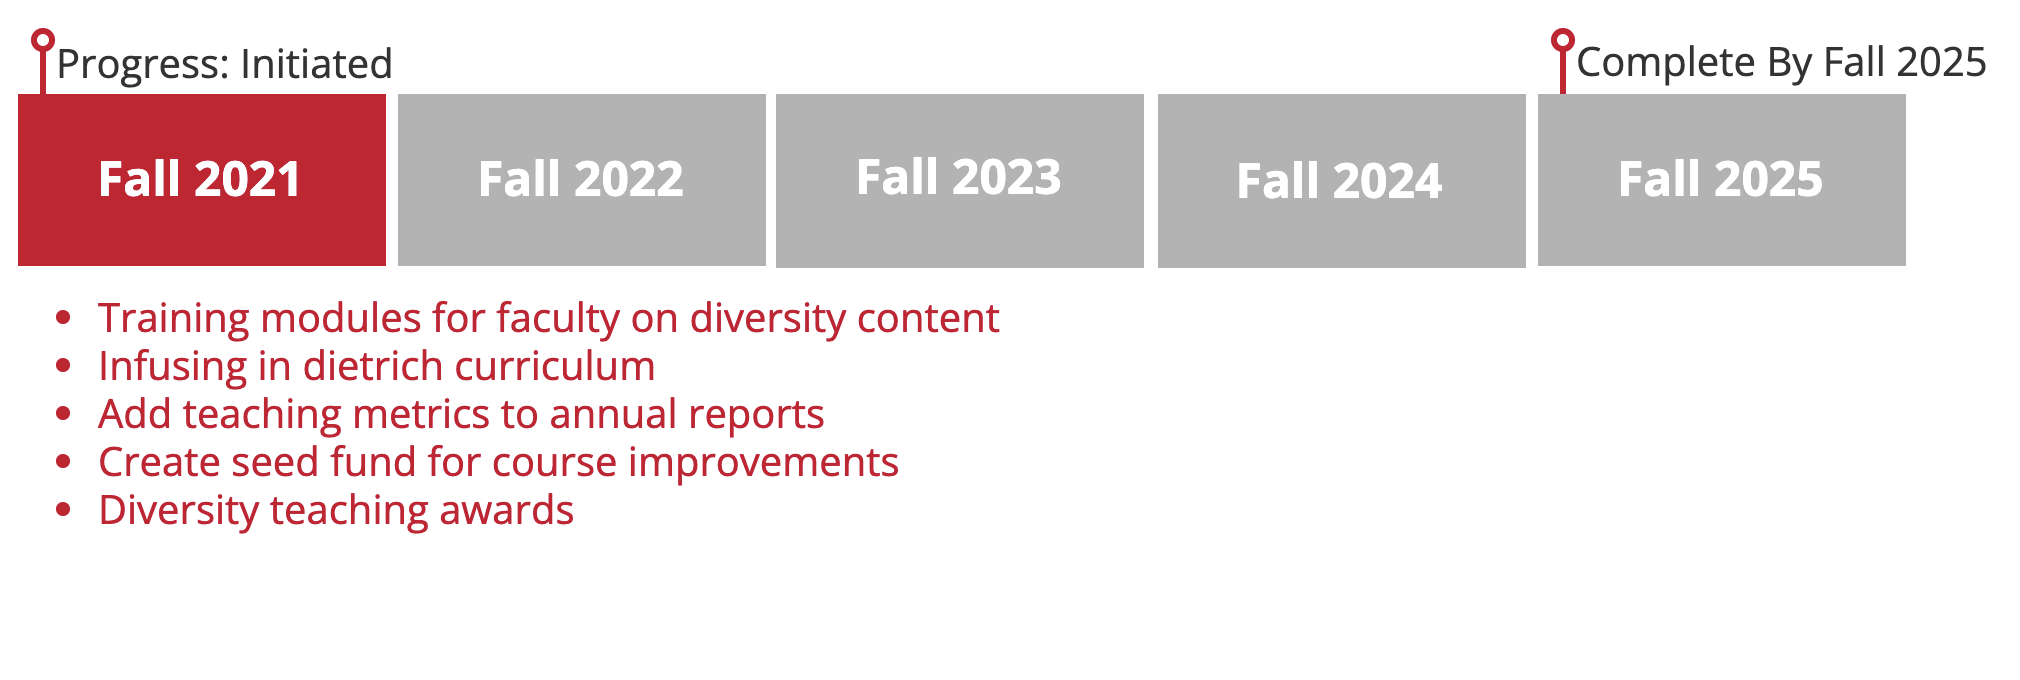 Progress: Initiated
Complete By Fall 2025
Fall 2021
Fall 2022
Fall 2023
Fall 2024
Fall 2025
• Training modules for faculty on diversity content
• Infusing in dietrich curriculum
• Add teaching metrics to annual reports
• Create seed fund for course improvements
• Diversity teaching awards